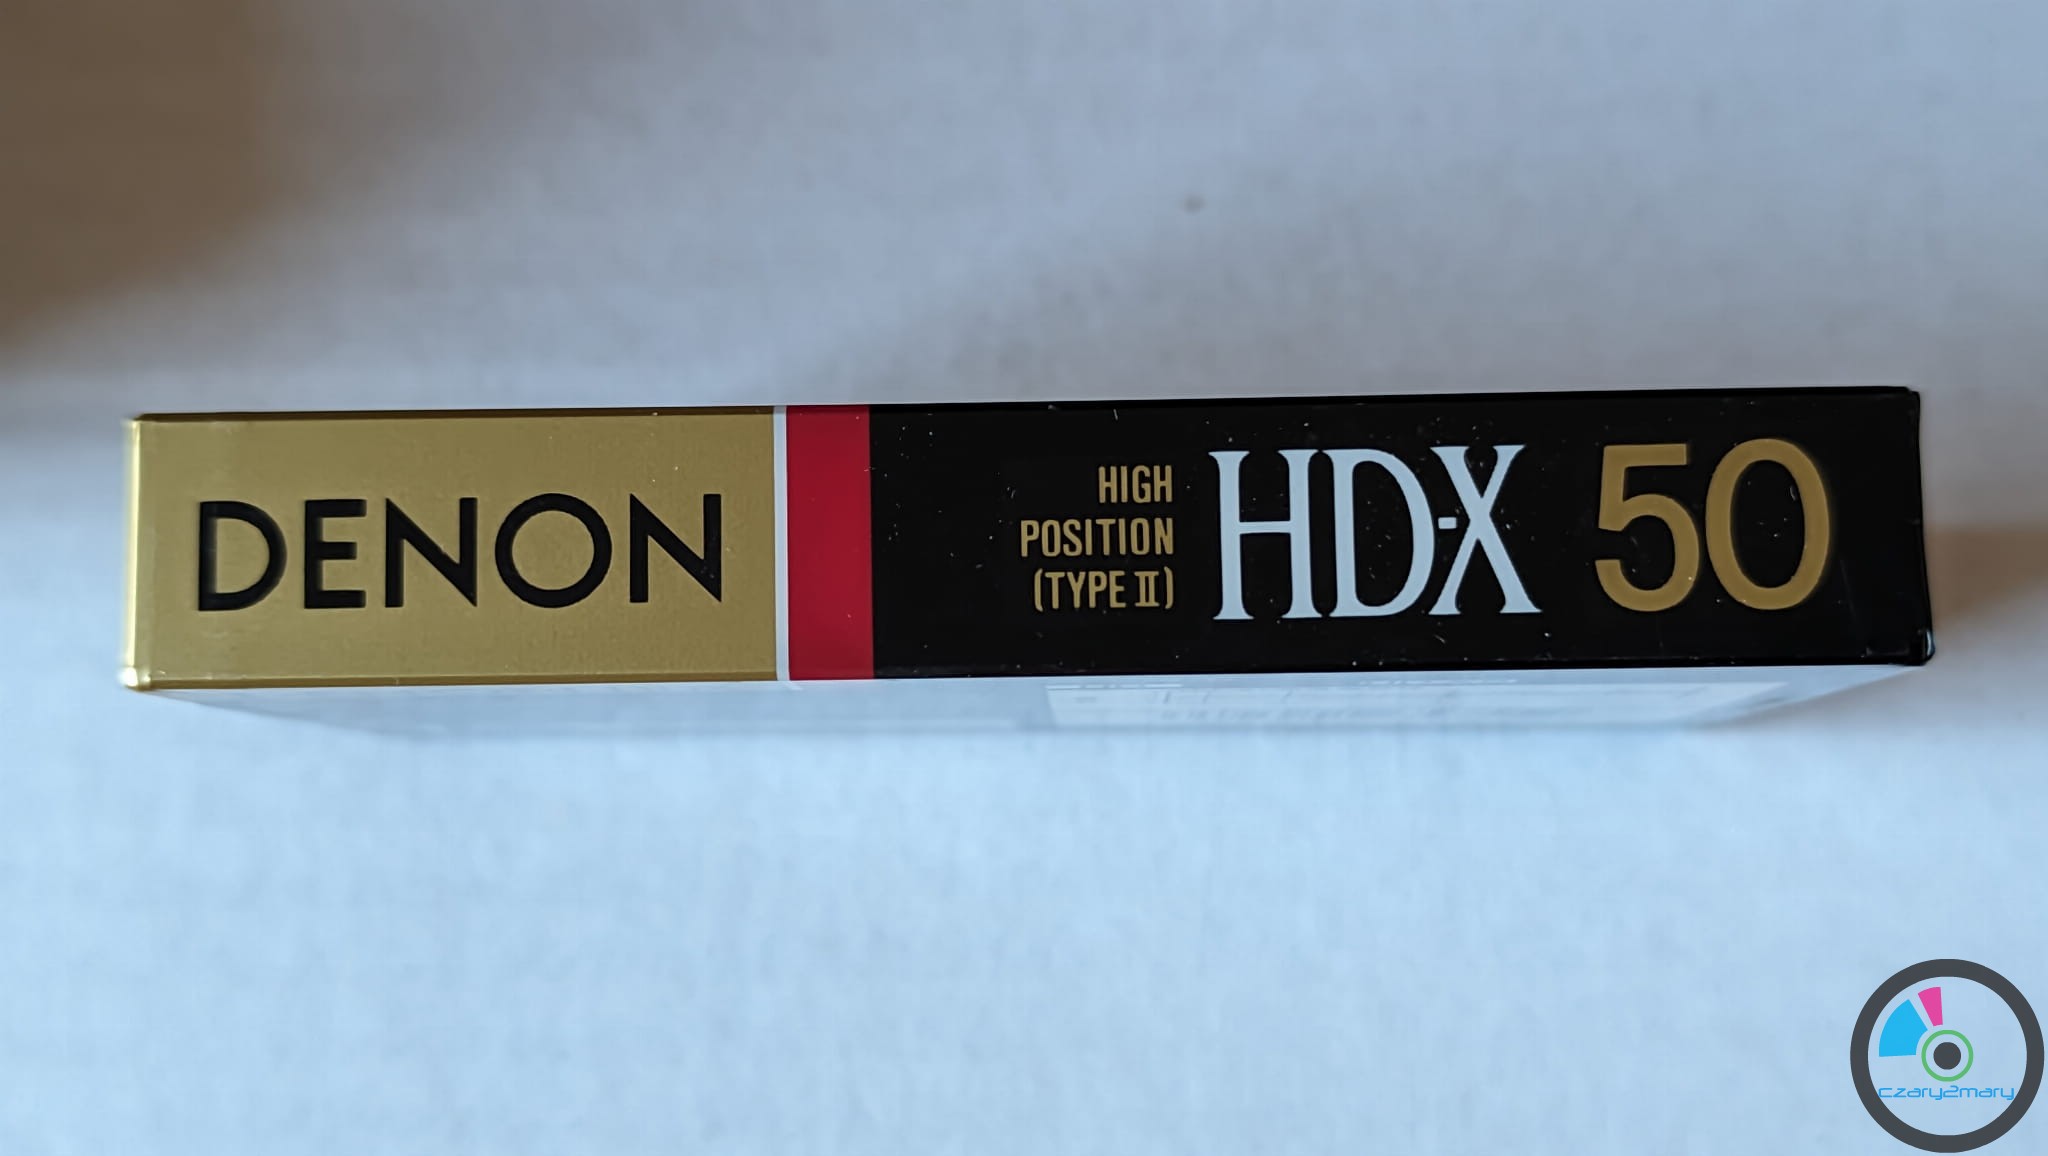 DENON
HIGH
POSITION
(TYPE II)
HD-X 50
czary2mary